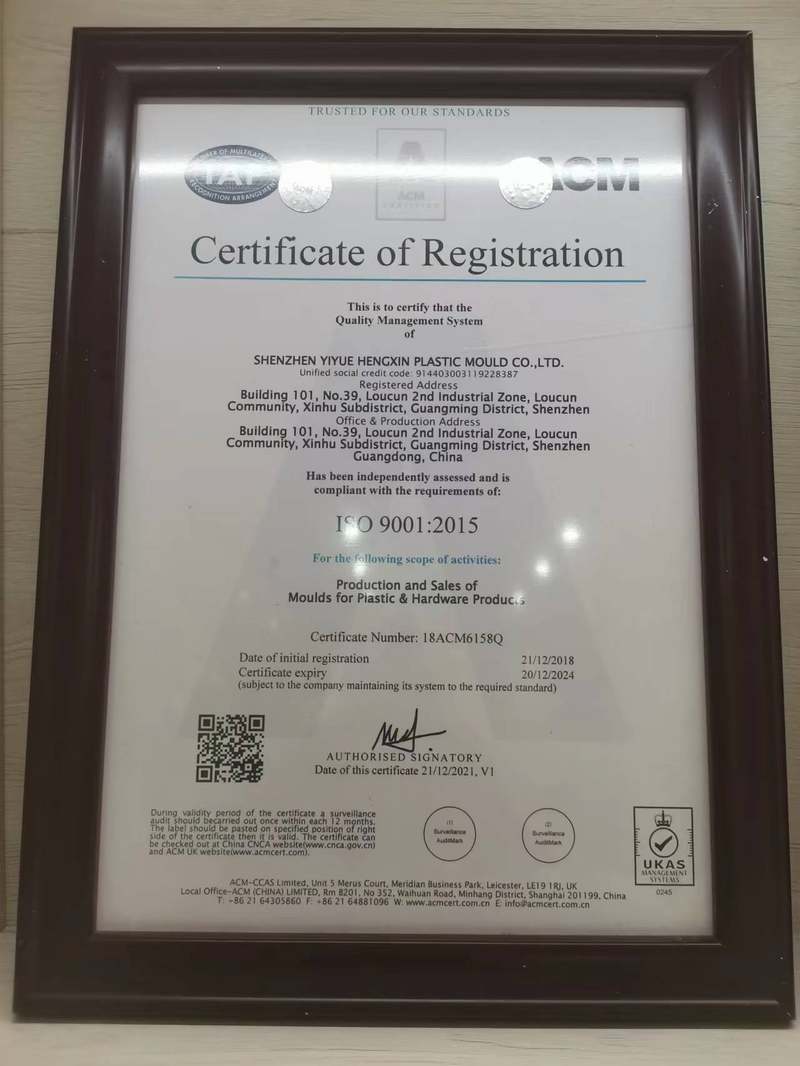 TRUSTED FOR OUR STANDARDS
MEMBER OF MULTILATERAL
IAF
RECOGNITION ARRANGEMENT
ACM
CERTIFIED
ACM
Certificate of Registration
This is to certify that the
Quality Management System
of
SHENZHEN YIYUE HENGXIN PLASTIC MOULD CO.,LTD.
Unified social credit code: 914403003119228387
Registered Address
Building 101, No.39, Loucun 2nd Industrial Zone, Loucun
Community, Xinhu Subdistrict, Guangming District, Shenzhen
Office & Production Address
Building 101, No.39, Loucun 2nd Industrial Zone, Loucun
Community, Xinhu Subdistrict, Guangming District, Shenzhen
Guangdong, China
Has been independently assessed and is
compliant with the requirements of:
ISO 9001:2015
For the following scope of activities:
Production and Sales of
Moulds for Plastic & Hardware Products
Certificate Number: 18ACM6158Q
Date of initial registration 21/12/2018
Certificate expiry 20/12/2024
(subject to the company maintaining its system to the required standard)
AUTHORISED SIGNATORY
Date of this certificate 21/12/2021, V1
During validity period of the certificate a surveillance
audit should becarried out once within each 12 months.
The label should be pasted on specified position of right
side of the certificate then it is valid. The certificate can
be checked out at China CNCA website(www.cnca.gov.cn)
and ACM UK website(www.acmcert.com).
(1)
Surveillance
AuditMark
(2)
Surveillance
AuditMark
UKAS
MANAGEMENT
SYSTEMS
0245
ACM-CCAS Limited, Unit 5 Merus Court, Meridian Business Park, Leicester, LE19 1RJ, UK
Local Office-ACM (CHINA) LIMITED, Rm 8201, No 352, Waihuan Road, Minhang District, Shanghai 201199, China
T: +86 21 64305860 F: +86 21 64881096 W: www.acmcert.com.cn E: info@acmcert.com.cn